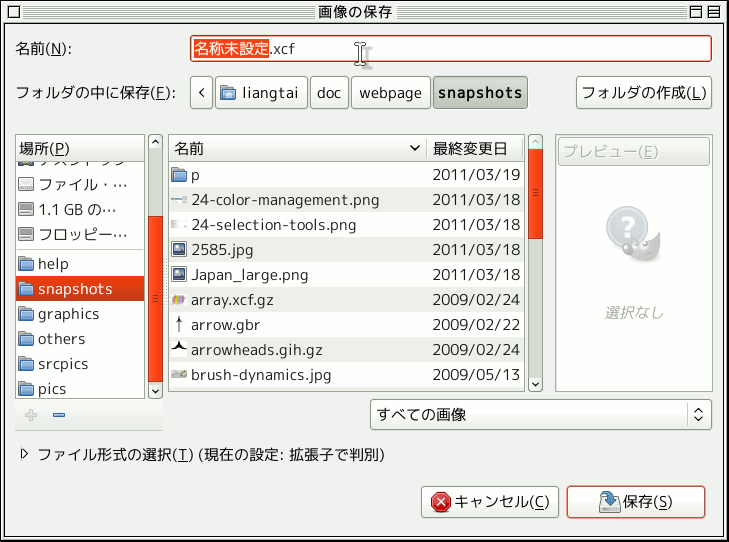 画像の保存
名前(N):
名称未設定.xcf
フォルダの中に保存(F):
< liangtai doc webpage snapshots
フォルダの作成(L)
場所(P)
デスクトップ
ファイル・…
1.1 GB の…
フロッピー…
help
snapshots
graphics
others
srcpics
pics
名前 最終変更日
p 2011/03/19
24-color-management.png 2011/03/18
24-selection-tools.png 2011/03/18
2585.jpg 2011/03/18
Japan_large.png 2011/03/18
array.xcf.gz 2009/02/24
arrow.gbr 2009/02/22
arrowheads.gih.gz 2009/02/24
brush-dynamics.jpg 2009/05/13
プレビュー(E)
選択なし
すべての画像
ファイル形式の選択(T) (現在の設定: 拡張子で判別)
キャンセル(C)
保存(S)